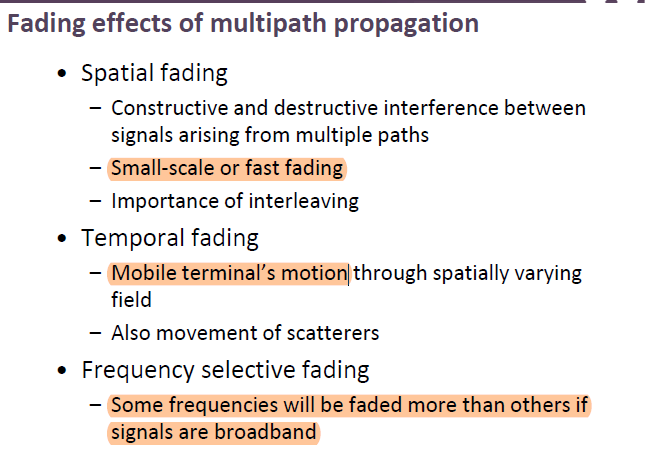 Fading effects of multipath propagation
• Spatial fading
– Constructive and destructive interference between
signals arising from multiple paths
– Small-scale or fast fading
– Importance of interleaving
• Temporal fading
– Mobile terminal’s motion through spatially varying
field
– Also movement of scatterers
• Frequency selective fading
– Some frequencies will be faded more than others if
signals are broadband